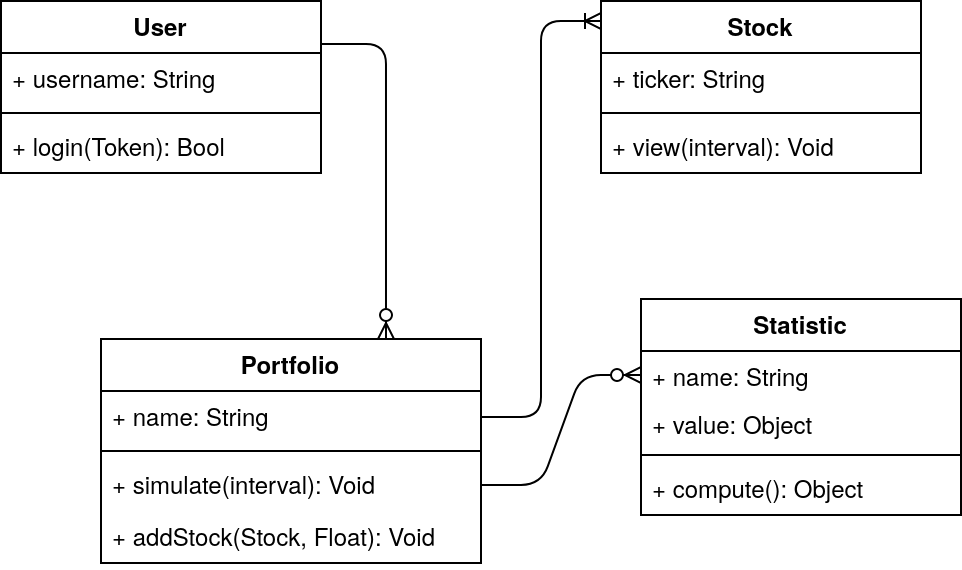 User
+ username: String
+ login(Token): Bool
Stock
+ ticker: String
+ view(interval): Void
Portfolio
+ name: String
+ simulate(interval): Void
+ addStock(Stock, Float): Void
Statistic
+ name: String
+ value: Object
+ compute(): Object